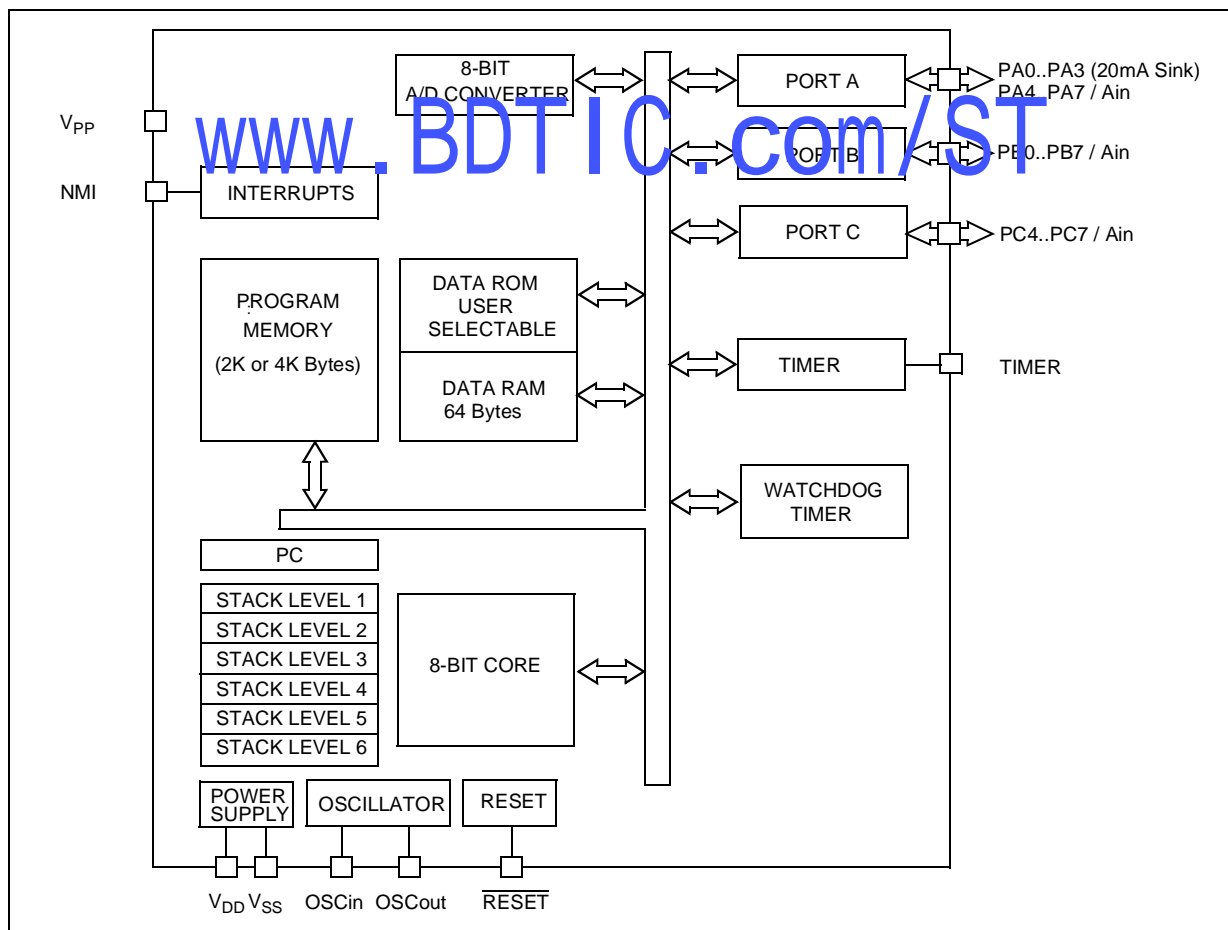 8-BIT
A/D CONVERTER
PORT A
PA0..PA3 (20mA Sink)
PA4..PA7 / Ain
VPP
www.BDTIC.com/ST
PORT B
PB0..PB7 / Ain
NMI
INTERRUPTS
PORT C
PC4..PC7 / Ain
PROGRAM
:
MEMORY
(2K or 4K Bytes)
DATA ROM
USER
SELECTABLE
DATA RAM
64 Bytes
TIMER
TIMER
WATCHDOG
TIMER
PC
STACK LEVEL 1
STACK LEVEL 2
STACK LEVEL 3
STACK LEVEL 4
STACK LEVEL 5
STACK LEVEL 6
8-BIT CORE
POWER
SUPPLY
OSCILLATOR
RESET
VDD VSS
OSCin
OSCout
RESET